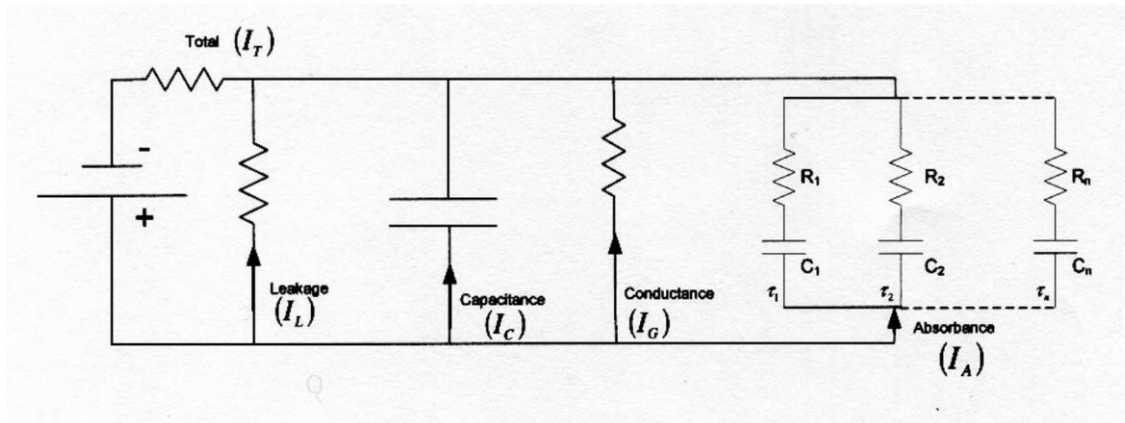 Total (I_T)
-
+
R₁
R₂
Rₙ
C₁
C₂
Cₙ
τ₁
τ₂
τₙ
Leakage
(I_L)
Capacitance
(I_C)
Conductance
(I_G)
Absorbance
(I_A)